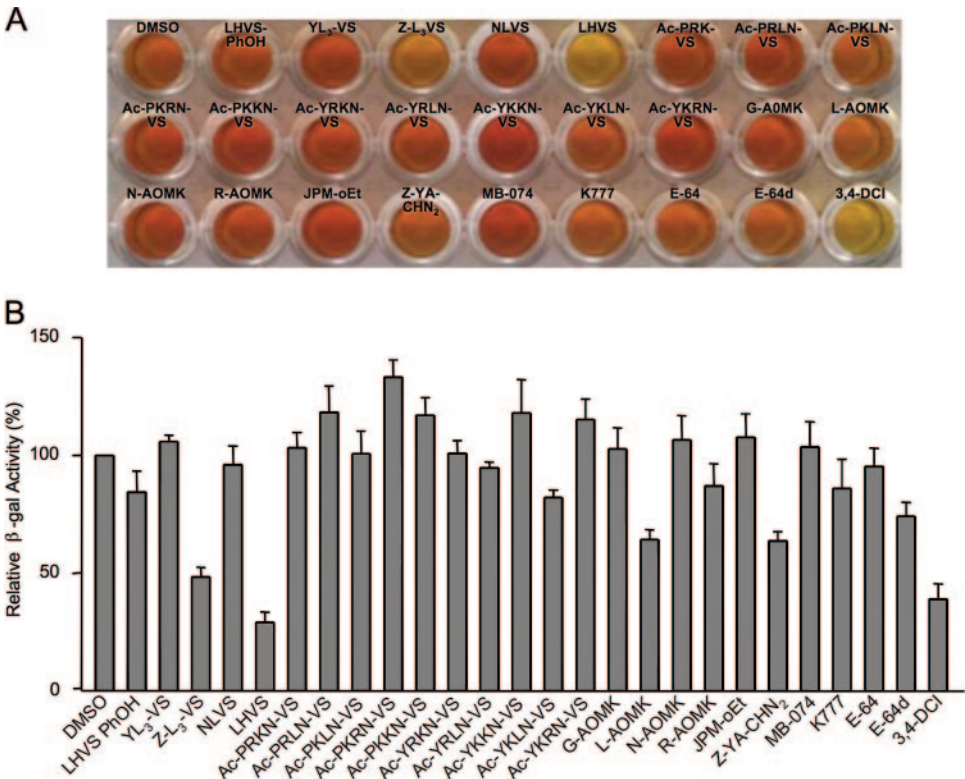 A
DMSO LHVS- YL3-VS Z-L3VS NLVS LHVS Ac-PRK- Ac-PRLN- Ac-PKLN-
PhOH VS VS VS
Ac-PKRN- Ac-PKKN- Ac-YRKN- Ac-YRLN- Ac-YKKN- Ac-YKLN- Ac-YKRN- G-A0MK L-AOMK
VS VS VS VS VS VS VS
N-AOMK R-AOMK JPM-oEt Z-YA- MB-074 K777 E-64 E-64d 3,4-DCI
CHN2
B
150
100
50
0
Relative β-gal Activity (%)
DMSO
LHVS PhOH
YL3-VS
Z-L3-VS
NLVS
LHVS
Ac-PRKN-VS
Ac-PRLN-VS
Ac-PKLN-VS
Ac-PKRN-VS
Ac-PKKN-VS
Ac-YRKN-VS
Ac-YRLN-VS
Ac-YKKN-VS
Ac-YKLN-VS
Ac-YKRN-VS
G-AOMK
L-AOMK
N-AOMK
R-AOMK
JPM-oEt
Z-YA-CHN2
MB-074
K777
E-64
E-64d
3,4-DCI